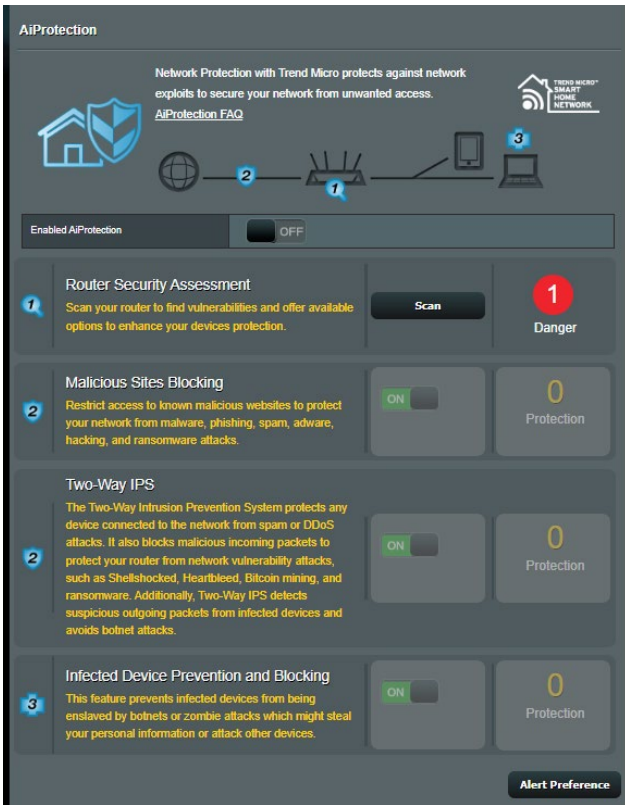 AiProtection
Network Protection with Trend Micro protects against network
exploits to secure your network from unwanted access.
AiProtection FAQ
TREND MICRO™
SMART
HOME
NETWORK
3
2
1
Enabled AiProtection
OFF
1
Router Security Assessment
Scan your router to find vulnerabilities and offer available
options to enhance your devices protection.
Scan
1
Danger
2
Malicious Sites Blocking
Restrict access to known malicious websites to protect
your network from malware, phishing, spam, adware,
hacking, and ransomware attacks.
ON
0
Protection
2
Two-Way IPS
The Two-Way Intrusion Prevention System protects any
device connected to the network from spam or DDoS
attacks. It also blocks malicious incoming packets to
protect your router from network vulnerability attacks,
such as Shellshocked, Heartbleed, Bitcoin mining, and
ransomware. Additionally, Two-Way IPS detects
suspicious outgoing packets from infected devices and
avoids botnet attacks.
ON
0
Protection
3
Infected Device Prevention and Blocking
This feature prevents infected devices from being
enslaved by botnets or zombie attacks which might steal
your personal information or attack other devices.
ON
0
Protection
Alert Preference